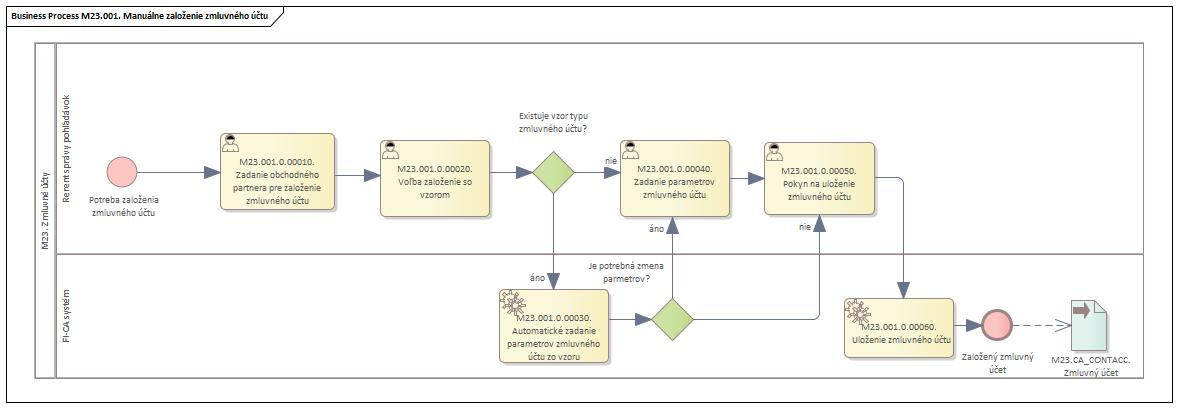 Business Process M23.001. Manuálne založenie zmluvného účtu
M23. Zmluvné účty
Rerent správy pohľadávok
Potreba založenia
zmluvného účtu
M23.001.0.00010.
Zadanie obchodného
partnera pre založenie
zmluvného účtu
M23.001.0.00020.
Voľba založenie so
vzorom
Existuje vzor typu
zmluvného účtu?
nie
M23.001.0.00040.
Zadanie parametrov
zmluvného účtu
M23.001.0.00050.
Pokyn na uloženie
zmluvného účtu
áno
nie
FI-CA systém
áno
Je potrebná zmena
parmetrov?
M23.001.0.00030.
Automatické zadanie
parametrov zmluvného
účtu zo vzoru
M23.001.0.00060.
Uloženie zmluvného účtu
Založený zmluvný
účet
M23.CA_CONTACC.
Zmluvný účet